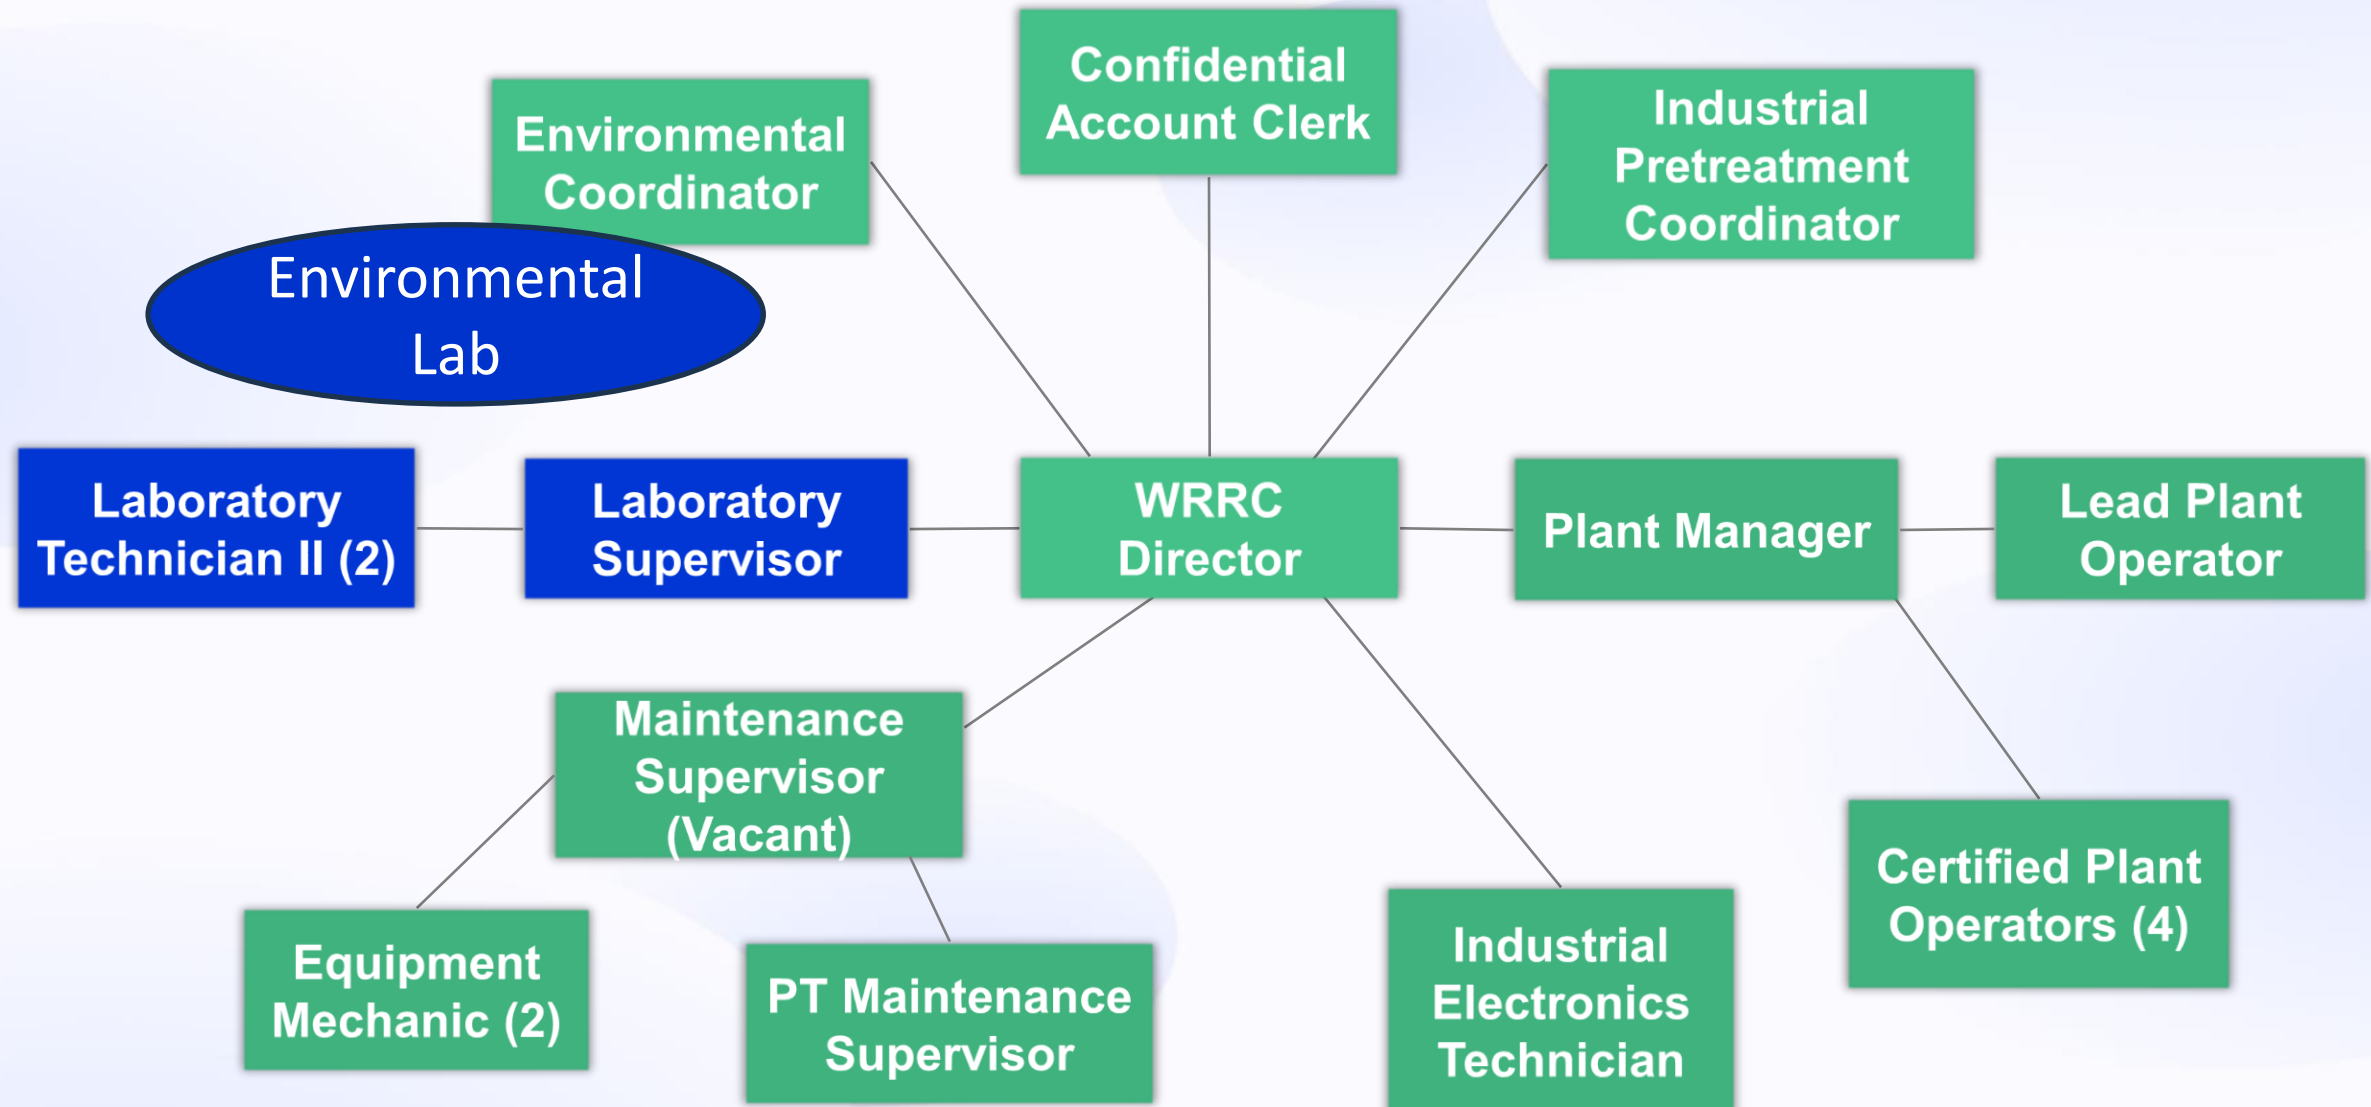 Confidential
Account Clerk
Environmental
Coordinator
Industrial
Pretreatment
Coordinator
Environmental
Lab
Laboratory
Technician II (2)
Laboratory
Supervisor
WRRC
Director
Plant Manager
Lead Plant
Operator
Maintenance
Supervisor
(Vacant)
Certified Plant
Operators (4)
Equipment
Mechanic (2)
PT Maintenance
Supervisor
Industrial
Electronics
Technician